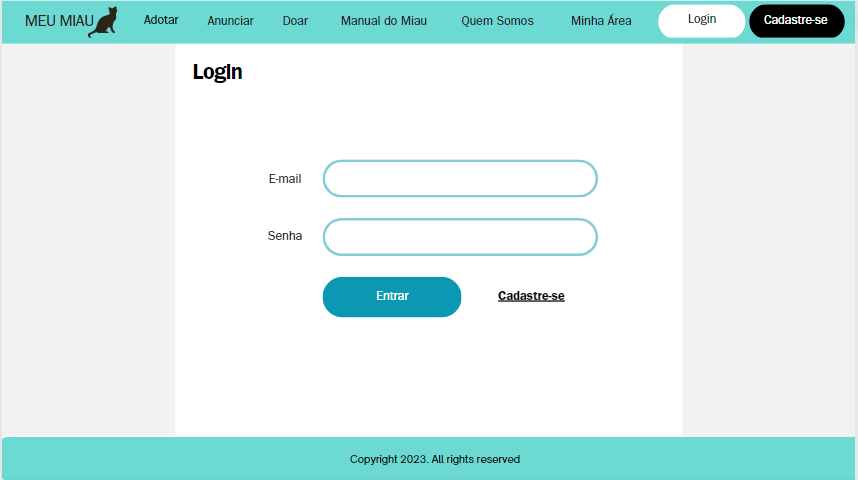 MEU MIAU Adotar Anunciar Doar Manual do Miau Quem Somos Minha Área Login Cadastre-se
LogIn
E-mail
Senha
Entrar Cadastre-se
Copyright 2023. All rights reserved